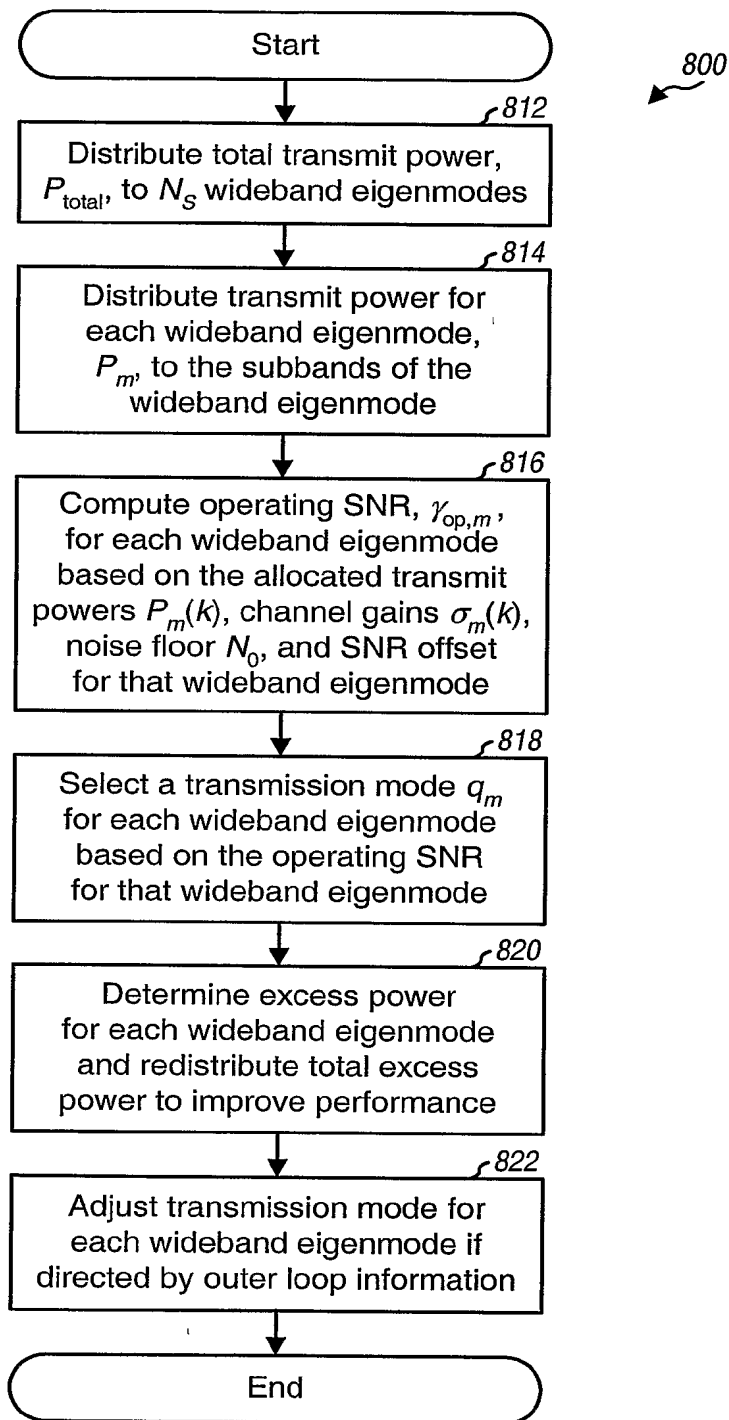 Start
800
812
Distribute total transmit power,
P_total, to N_S wideband eigenmodes
814
Distribute transmit power for
each wideband eigenmode,
P_m, to the subbands of the
wideband eigenmode
816
Compute operating SNR, γ_op,m,
for each wideband eigenmode
based on the allocated transmit
powers P_m(k), channel gains σ_m(k),
noise floor N_0, and SNR offset
for that wideband eigenmode
818
Select a transmission mode q_m
for each wideband eigenmode
based on the operating SNR
for that wideband eigenmode
820
Determine excess power
for each wideband eigenmode
and redistribute total excess
power to improve performance
822
Adjust transmission mode for
each wideband eigenmode if
directed by outer loop information
End